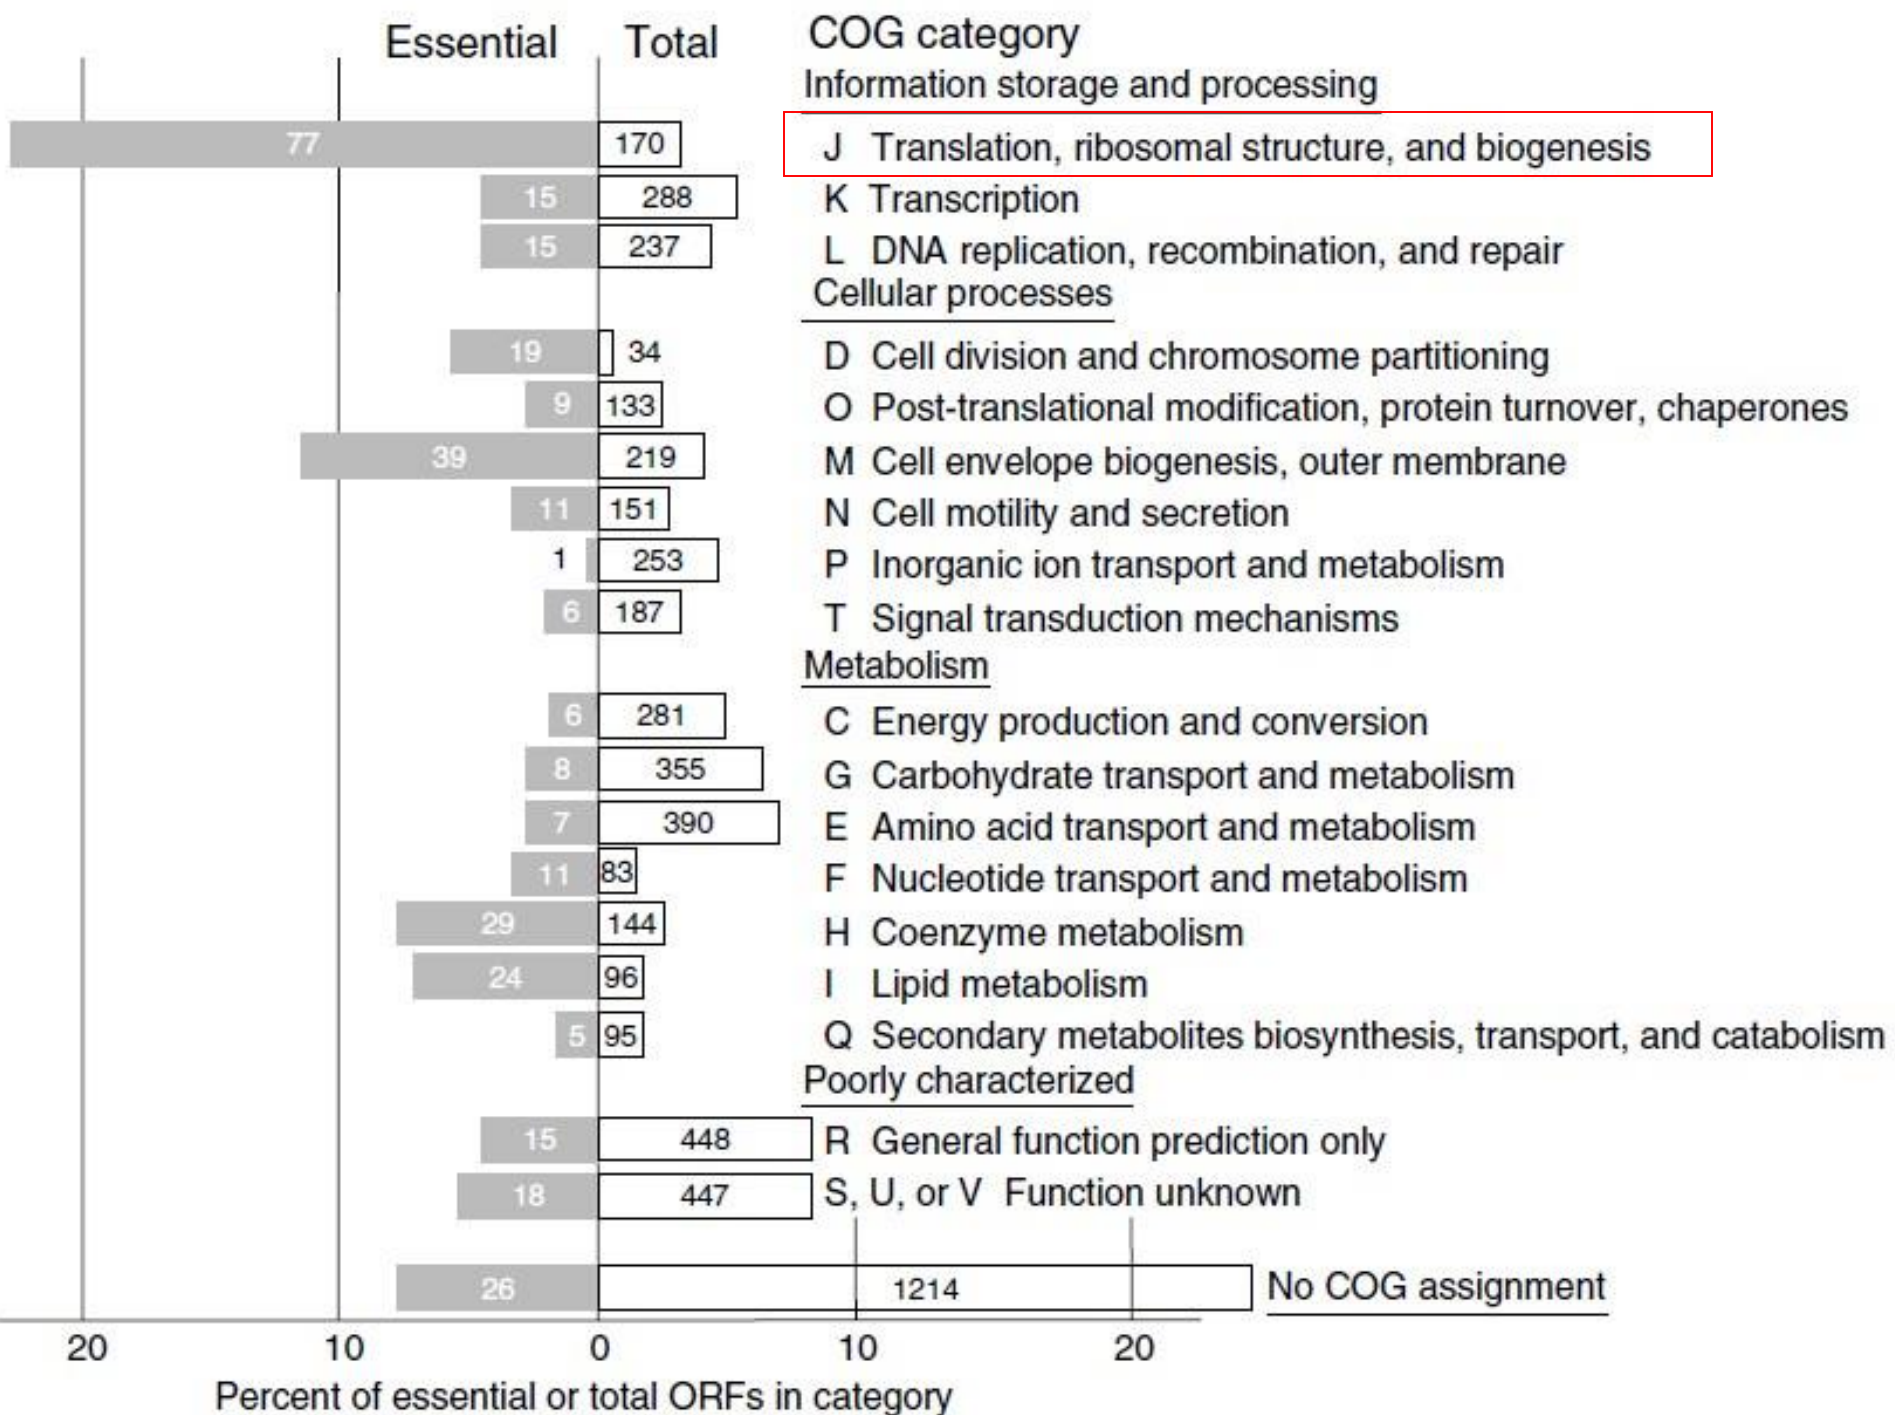 Essential Total COG category
Information storage and processing
77 170 J Translation, ribosomal structure, and biogenesis
15 288 K Transcription
15 237 L DNA replication, recombination, and repair
Cellular processes
19 34 D Cell division and chromosome partitioning
9 133 O Post-translational modification, protein turnover, chaperones
39 219 M Cell envelope biogenesis, outer membrane
11 151 N Cell motility and secretion
1 253 P Inorganic ion transport and metabolism
6 187 T Signal transduction mechanisms
Metabolism
6 281 C Energy production and conversion
8 355 G Carbohydrate transport and metabolism
7 390 E Amino acid transport and metabolism
11 83 F Nucleotide transport and metabolism
29 144 H Coenzyme metabolism
24 96 I Lipid metabolism
5 95 Q Secondary metabolites biosynthesis, transport, and catabolism
Poorly characterized
15 448 R General function prediction only
18 447 S, U, or V Function unknown
26 1214 No COG assignment
20 10 0 10 20
Percent of essential or total ORFs in category